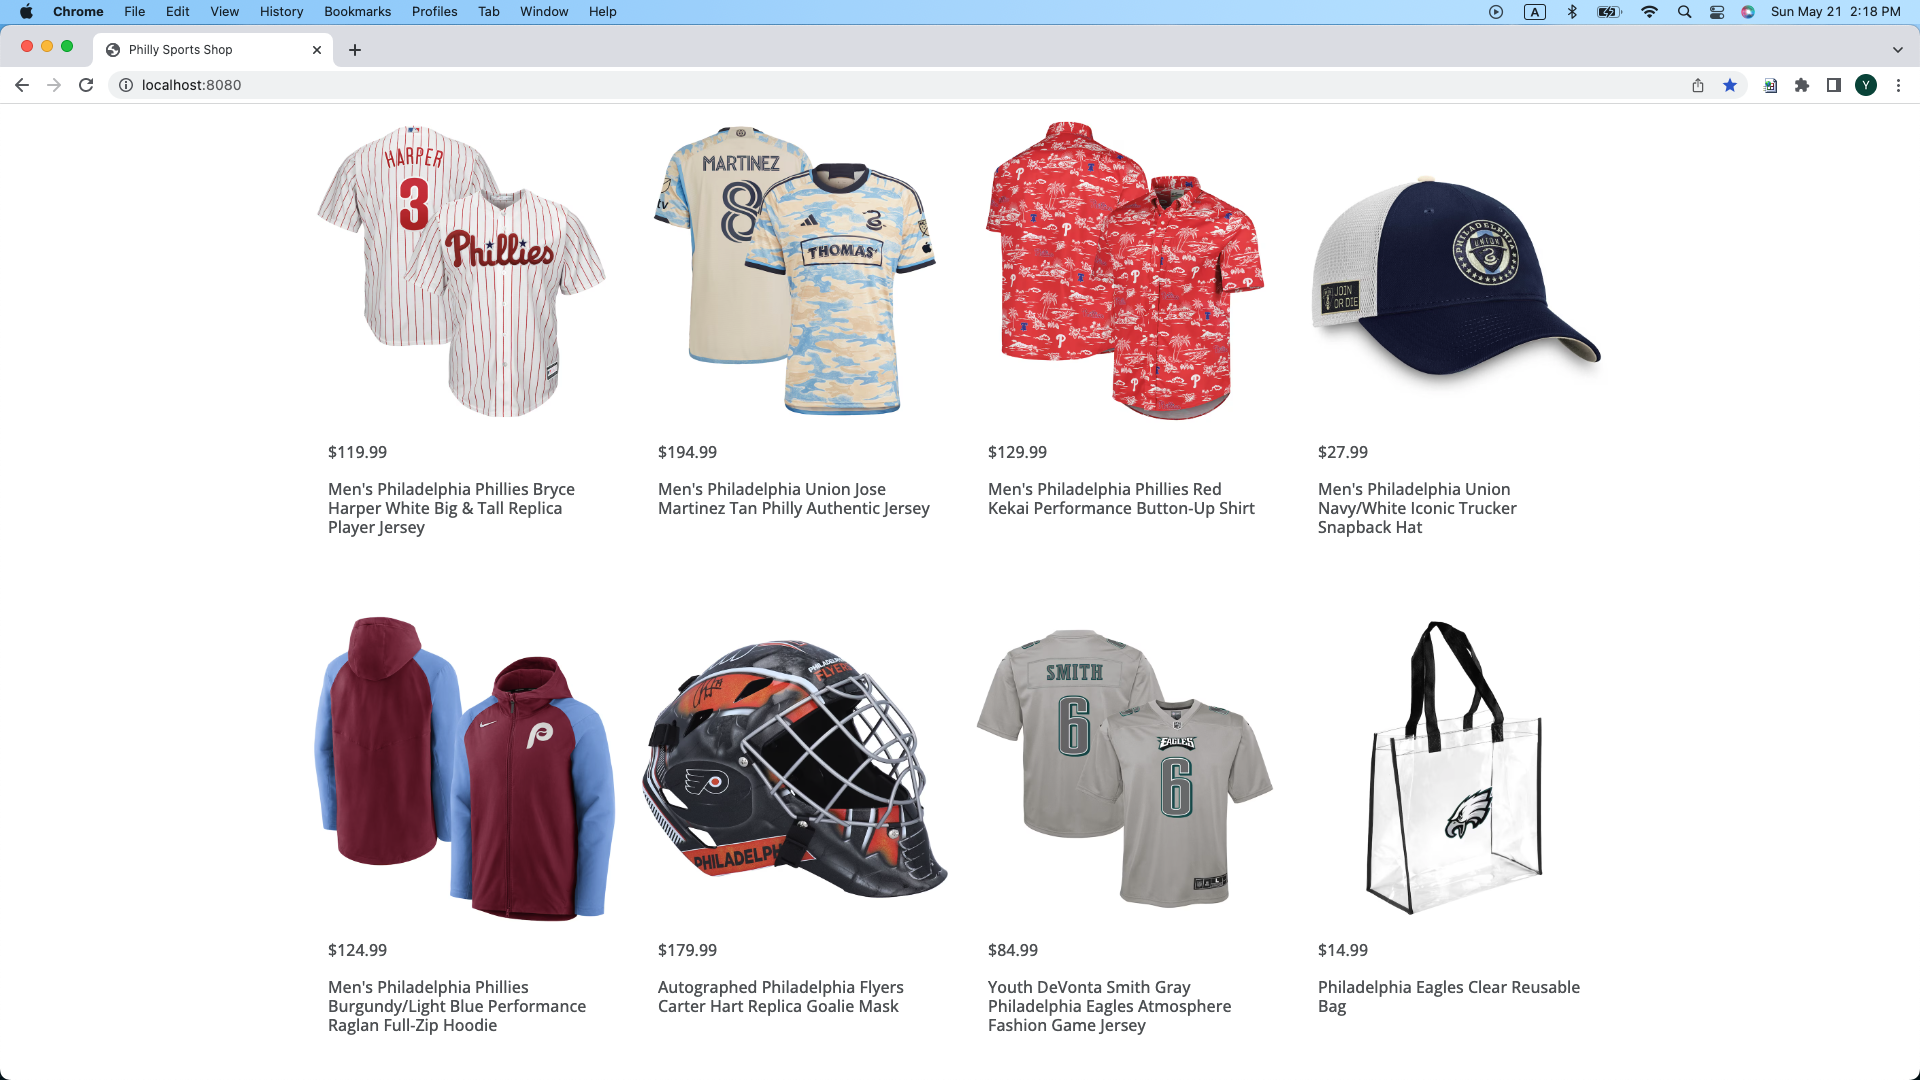 Chrome File Edit View History Bookmarks Profiles Tab Window Help
A
Sun May 21 2:18 PM
Philly Sports Shop
localhost:8080
Y
HARPER
3
Phillies
MARTINEZ
8
tv
THOMAS'
PHILADELPHIA
UNION
JOIN
OR DIE
$119.99
$194.99
$129.99
$27.99
Men's Philadelphia Phillies Bryce
Harper White Big & Tall Replica
Player Jersey
Men's Philadelphia Union Jose
Martinez Tan Philly Authentic Jersey
Men's Philadelphia Phillies Red
Kekai Performance Button-Up Shirt
Men's Philadelphia Union
Navy/White Iconic Trucker
Snapback Hat
P
PHILADELPHIA
FLYERS
PHILADELPH
SMITH
6
EAGLES
6
$124.99
$179.99
$84.99
$14.99
Men's Philadelphia Phillies
Burgundy/Light Blue Performance
Raglan Full-Zip Hoodie
Autographed Philadelphia Flyers
Carter Hart Replica Goalie Mask
Youth DeVonta Smith Gray
Philadelphia Eagles Atmosphere
Fashion Game Jersey
Philadelphia Eagles Clear Reusable
Bag